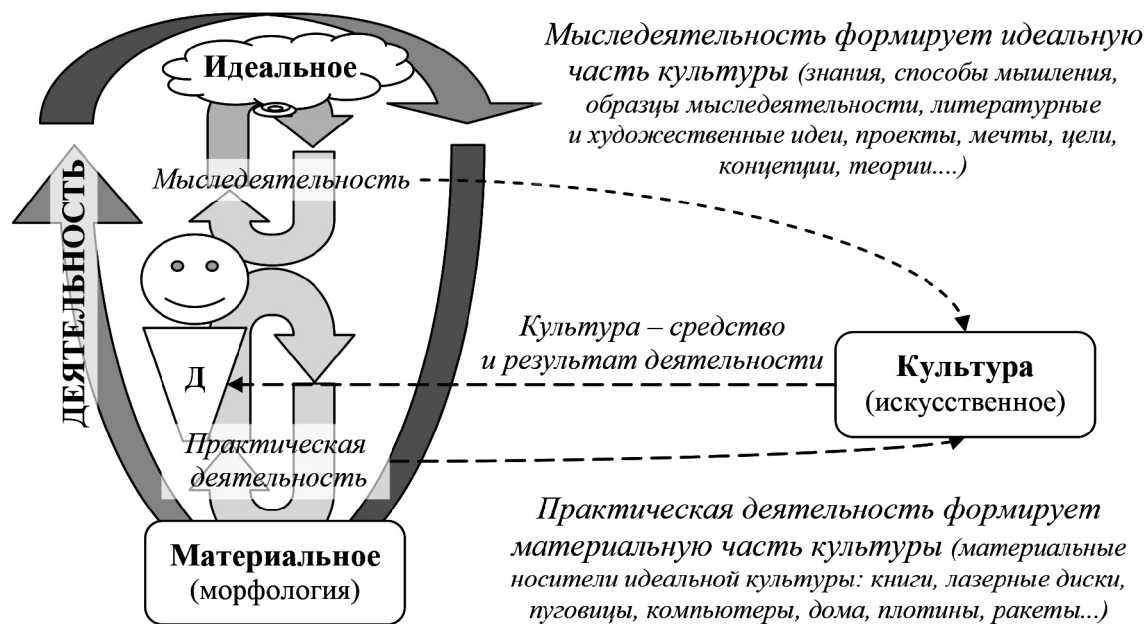 Идеальное
Мыследеятельность
ДЕЯТЕЛЬНОСТЬ
Д
Практическая
деятельность
Материальное
(морфология)
Мыследеятельность формирует идеальную
часть культуры (знания, способы мышления,
образцы мыследеятельности, литературные
и художественные идеи, проекты, мечты, цели,
концепции, теории....)
Культура – средство
и результат деятельности
Культура
(искусственное)
Практическая деятельность формирует
материальную часть культуры (материальные
носители идеальной культуры: книги, лазерные диски,
пуговицы, компьютеры, дома, плотины, ракеты...)